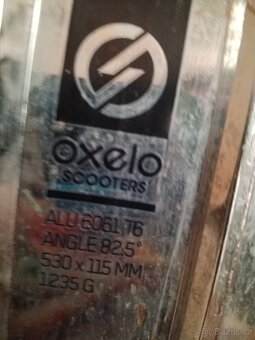 oxelo
SCOOTERS
ALU 6061 T6
ANGLE 82.5°
530 x 115 MM
1235 G